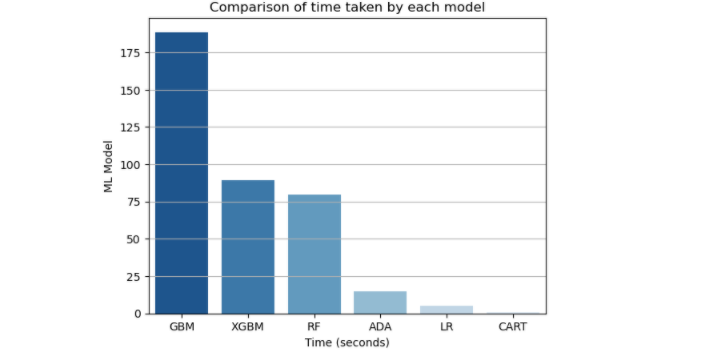 Comparison of time taken by each model
175
150
125
100
75
50
25
0
ML Model
GBM XGBM RF ADA LR CART
Time (seconds)